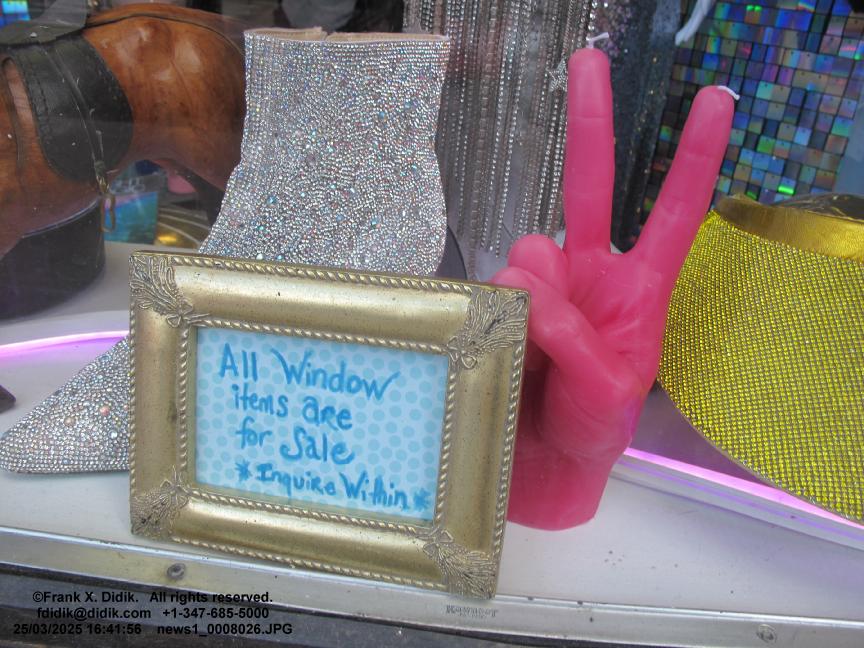 All Window
items are
for Sale
*Inquire Within*
©Frank X. Didik. All rights reserved.
fdidik@didik.com +1-347-685-5000
25/03/2025 16:41:56 news1_0008026.JPG